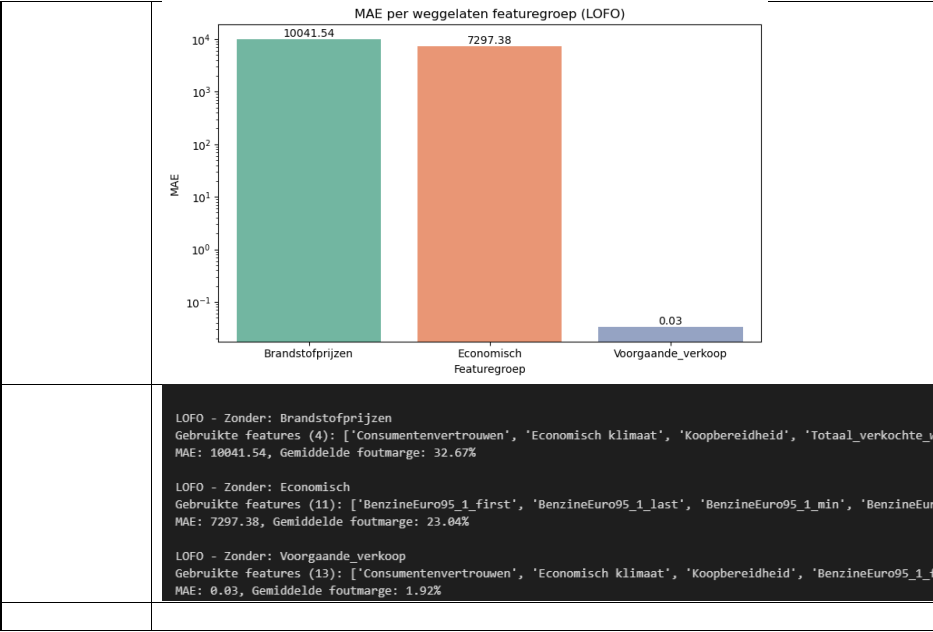 MAE per weggelaten featuregroep (LOFO)
10041.54
7297.38
0.03
10⁴
10³
10²
10¹
10⁰
10⁻¹
MAE
Brandstofprijzen
Economisch
Voorgaande_verkoop
Featuregroep
LOFO - Zonder: Brandstofprijzen
Gebruikte features (4): ['Consumentenvertrouwen', 'Economisch klimaat', 'Koopbereidheid', 'Totaal_verkochte_
MAE: 10041.54, Gemiddelde foutmarge: 32.67%
LOFO - Zonder: Economisch
Gebruikte features (11): ['BenzineEuro95_1_first', 'BenzineEuro95_1_last', 'BenzineEuro95_1_min', 'BenzineEur
MAE: 7297.38, Gemiddelde foutmarge: 23.04%
LOFO - Zonder: Voorgaande_verkoop
Gebruikte features (13): ['Consumentenvertrouwen', 'Economisch klimaat', 'Koopbereidheid', 'BenzineEuro95_1_f
MAE: 0.03, Gemiddelde foutmarge: 1.92%